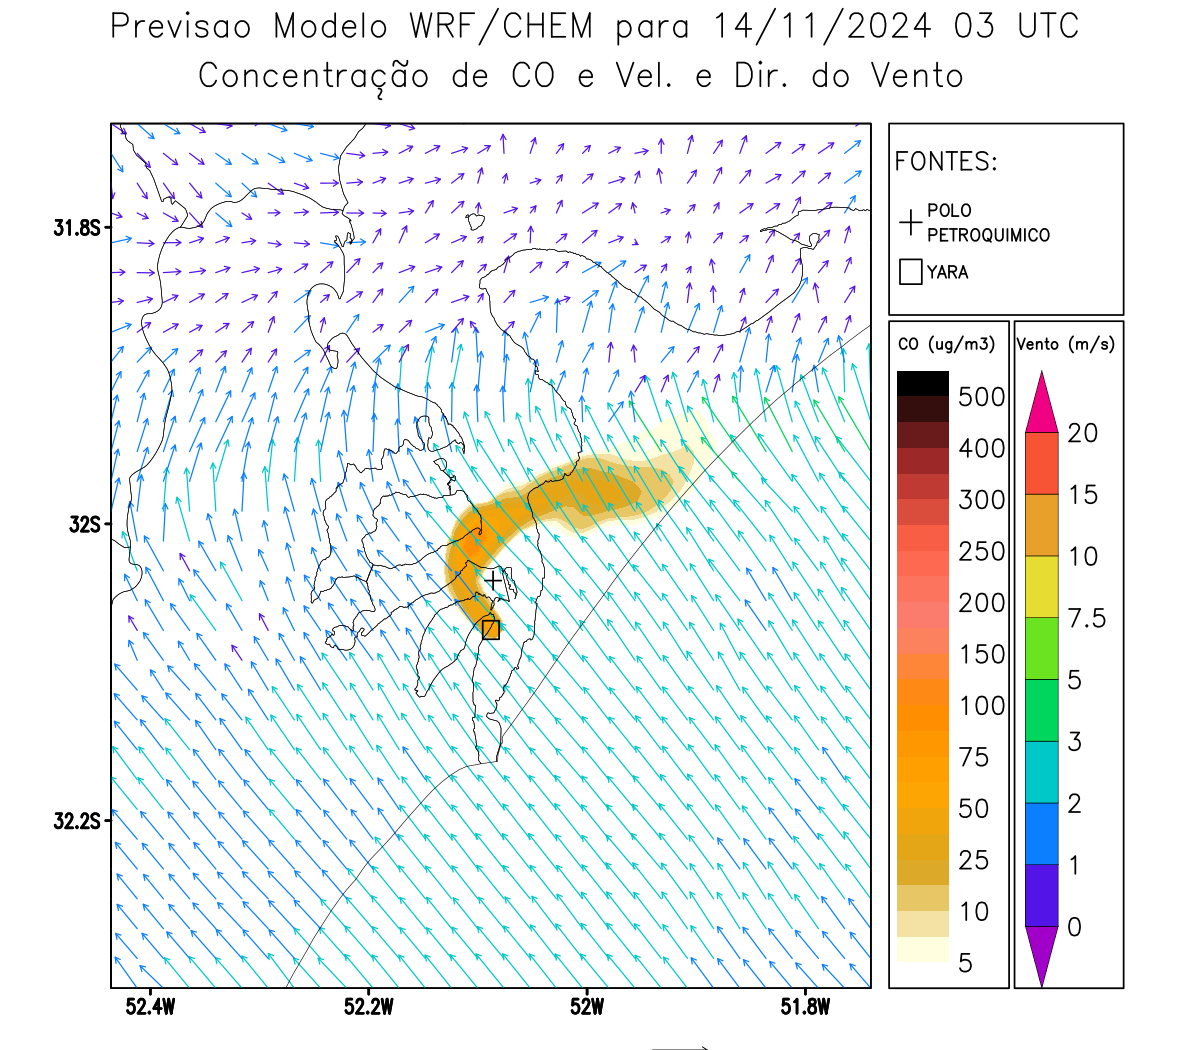 Previsao Modelo WRF/CHEM para 14/11/2024 03 UTC
Concentração de CO e Vel. e Dir. do Vento
FONTES:
POLO
PETROQUIMICO
YARA
31.8S
32S
32.2S
52.4W
52.2W
52W
51.8W
CO (ug/m3)
500
400
300
250
200
150
100
75
50
25
10
5
Vento (m/s)
20
15
10
7.5
5
3
2
1
0